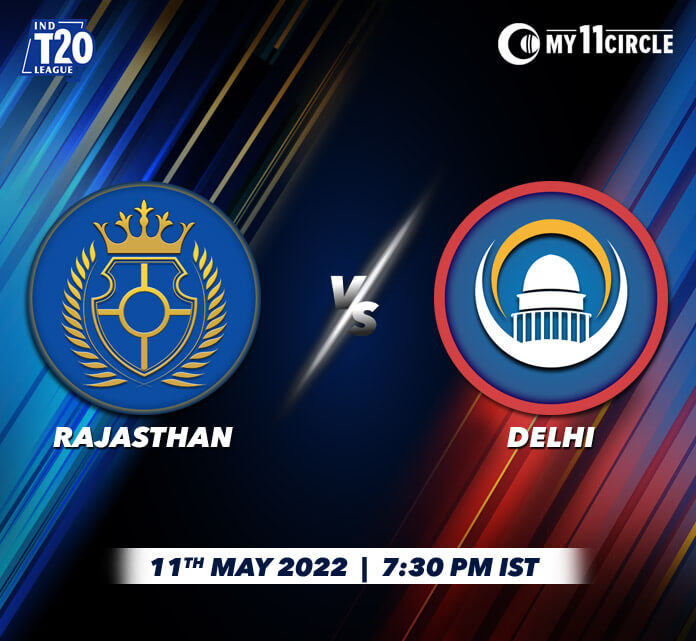 IND
T20
LEAGUE
MY11CIRCLE
VS
RAJASTHAN
DELHI
11TH MAY 2022 | 7:30 PM IST